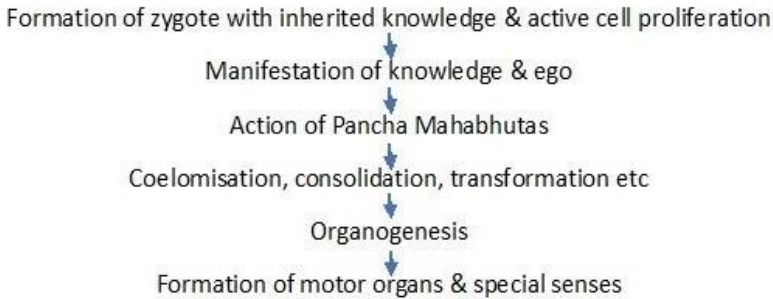 Formation of zygote with inherited knowledge & active cell proliferation
Manifestation of knowledge & ego
Action of Pancha Mahabhutas
Coelomisation, consolidation, transformation etc
Organogenesis
Formation of motor organs & special senses